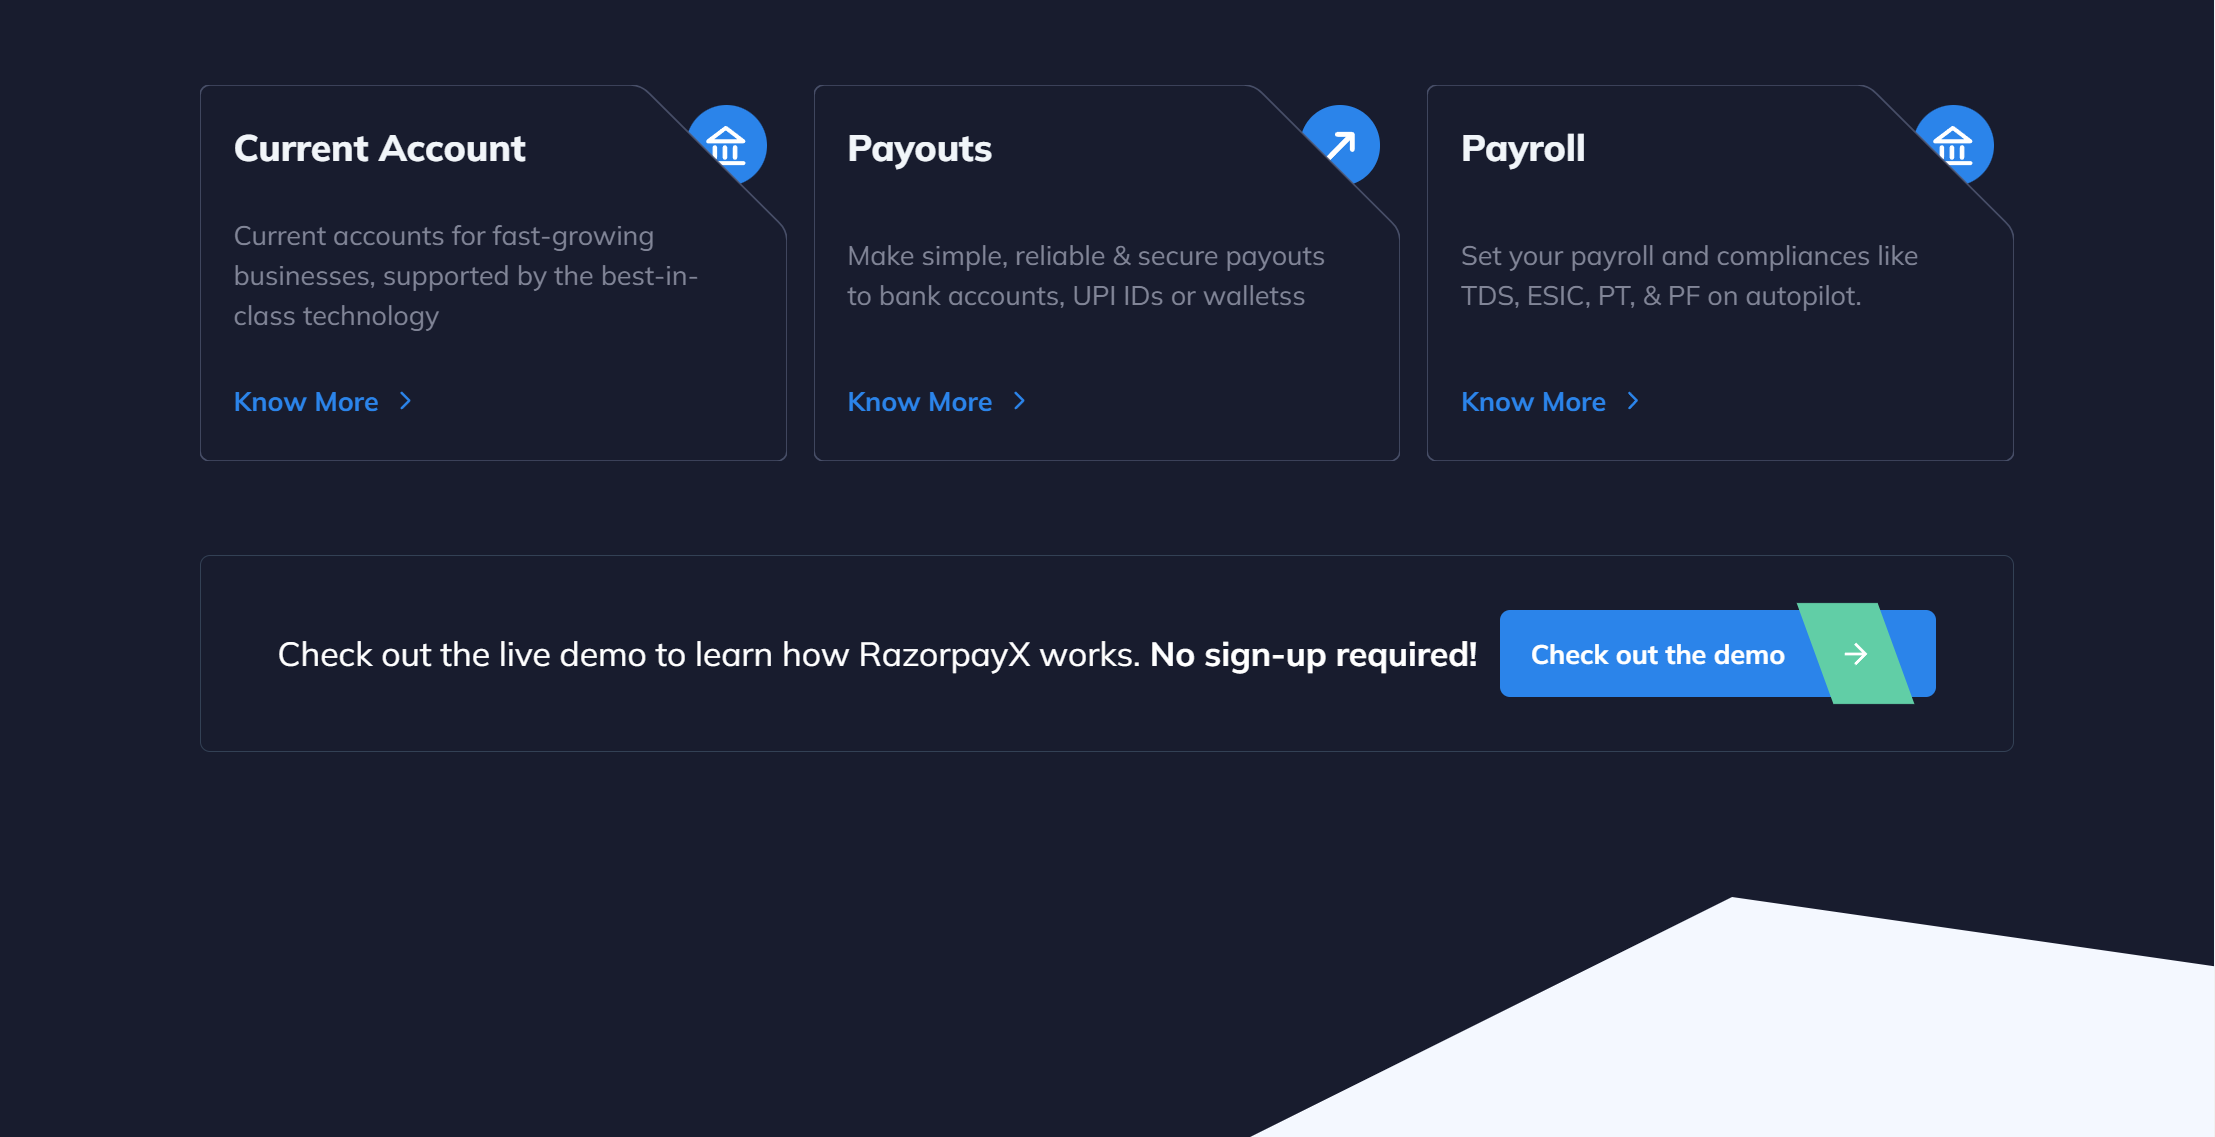 Current Account
Current accounts for fast-growing
businesses, supported by the best-in-
class technology
Know More
Payouts
Make simple, reliable & secure payouts
to bank accounts, UPI IDs or walletss
Know More
Payroll
Set your payroll and compliances like
TDS, ESIC, PT, & PF on autopilot.
Know More
Check out the live demo to learn how RazorpayX works. No sign-up required!
Check out the demo